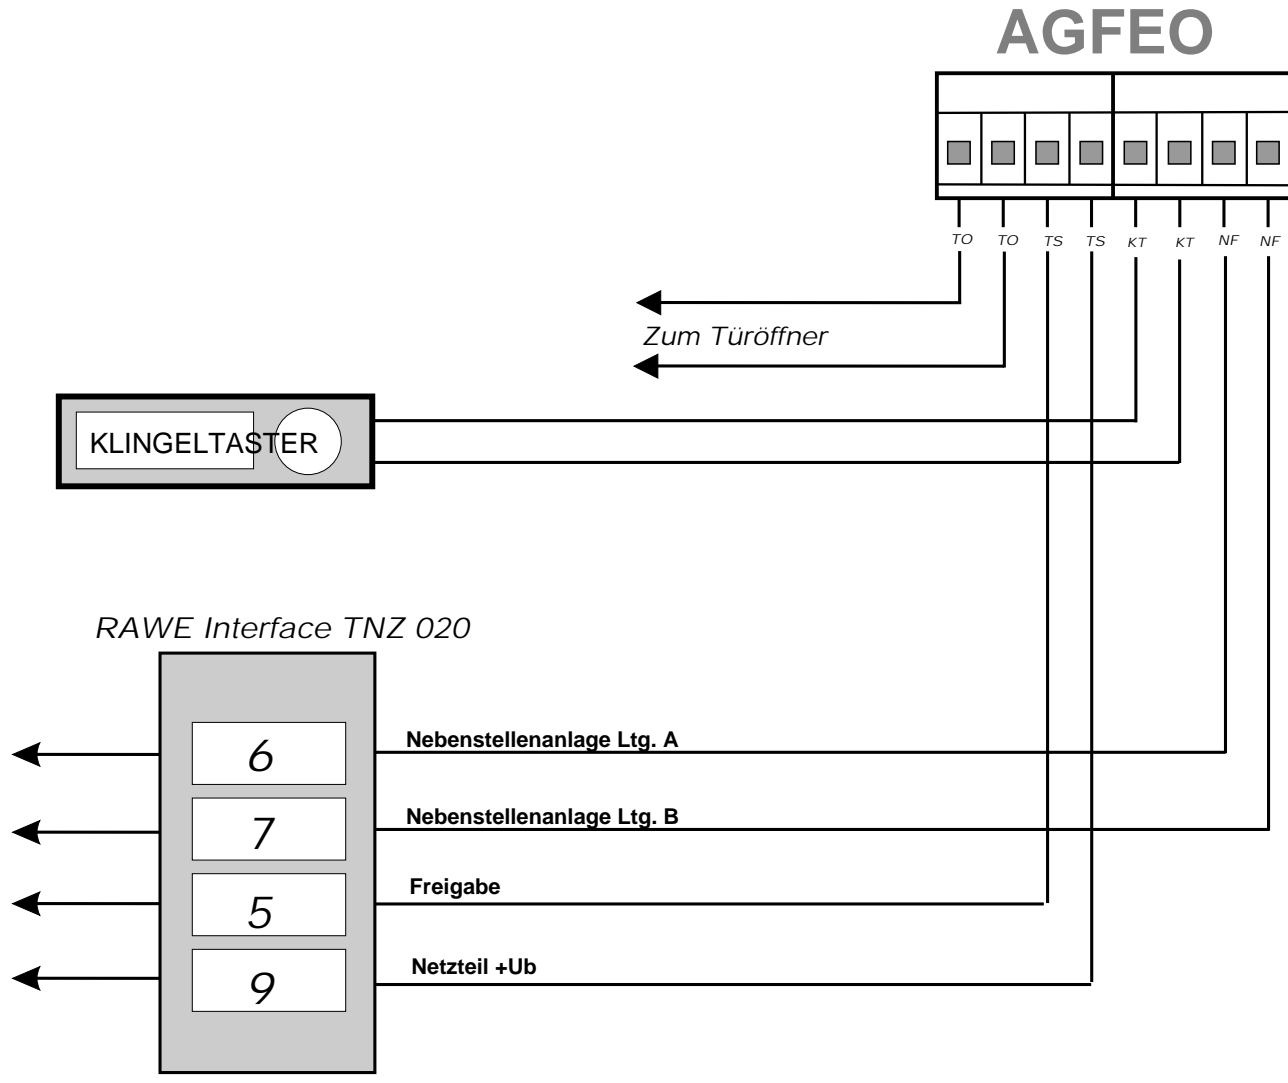 AGFEO
TO TO TS TS KT KT NF NF
Zum Türöffner
KLINGELTASTER
RAWE Interface TNZ 020
6 Nebenstellenanlage Ltg. A
7 Nebenstellenanlage Ltg. B
5 Freigabe
9 Netzteil +Ub